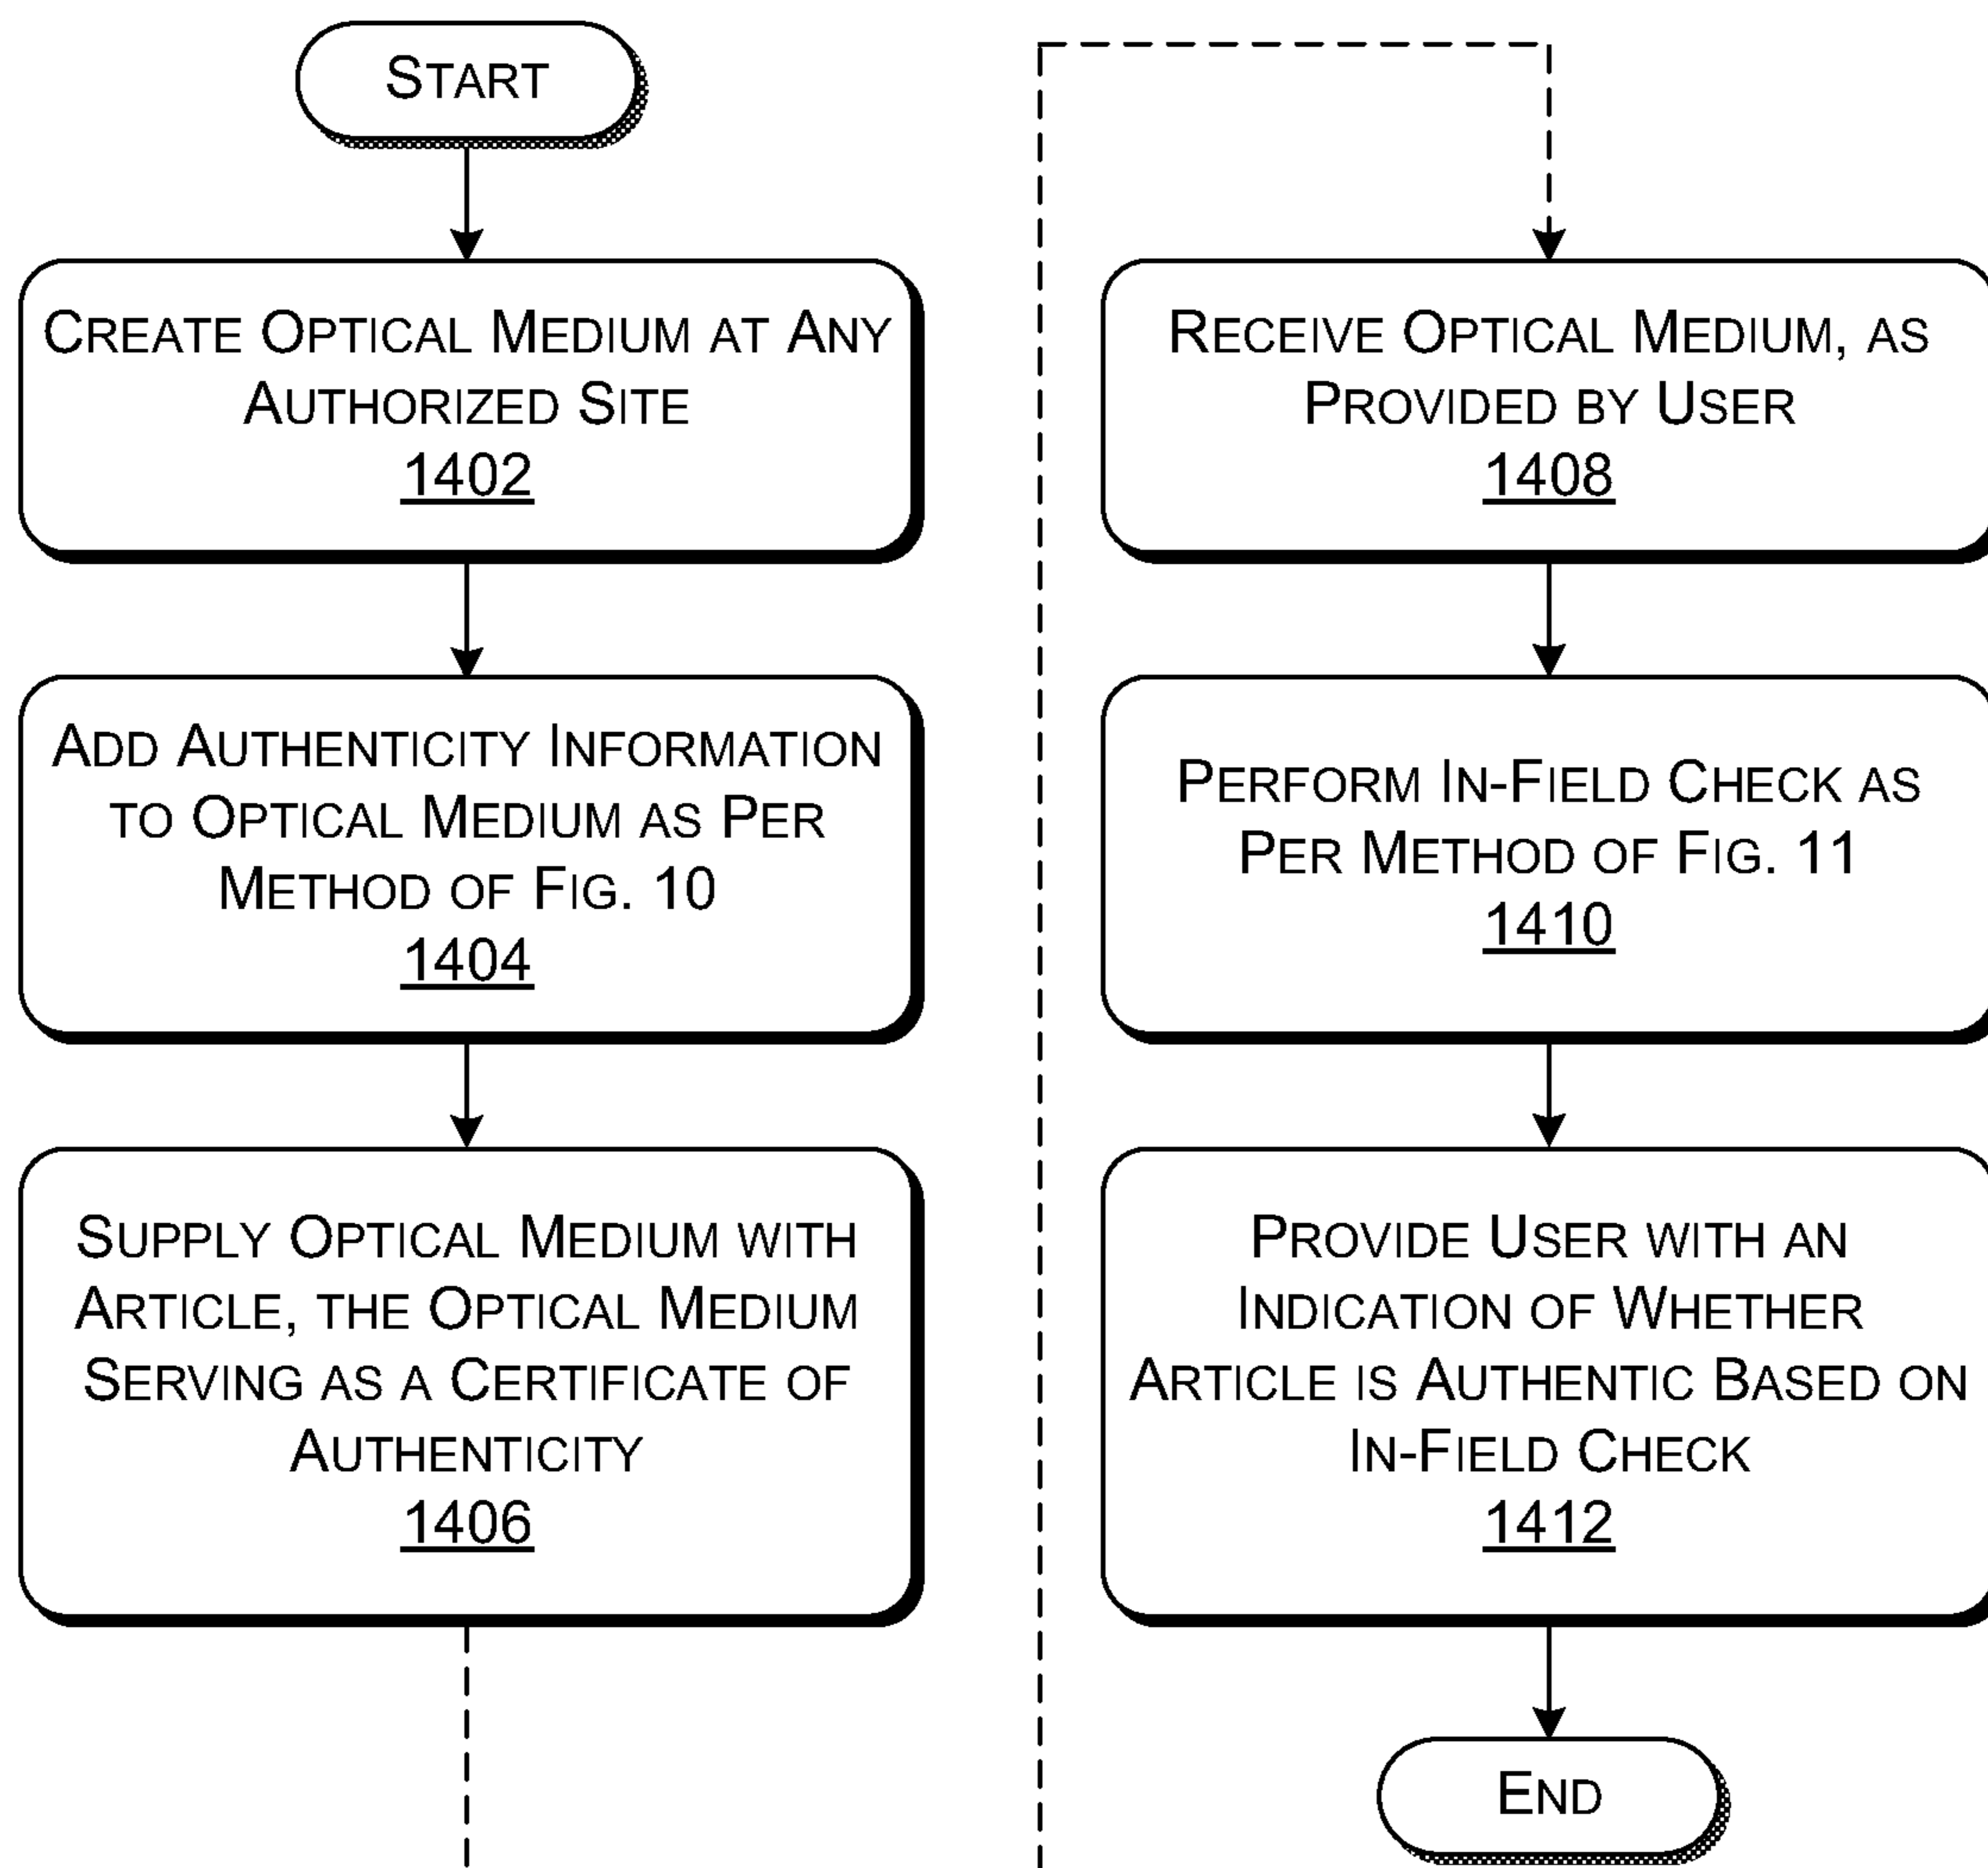 START
CREATE OPTICAL MEDIUM AT ANY
AUTHORIZED SITE
1402
ADD AUTHENTICITY INFORMATION
TO OPTICAL MEDIUM AS PER
METHOD OF FIG. 10
1404
SUPPLY OPTICAL MEDIUM WITH
ARTICLE, THE OPTICAL MEDIUM
SERVING AS A CERTIFICATE OF
AUTHENTICITY
1406
RECEIVE OPTICAL MEDIUM, AS
PROVIDED BY USER
1408
PERFORM IN-FIELD CHECK AS
PER METHOD OF FIG. 11
1410
PROVIDE USER WITH AN
INDICATION OF WHETHER
ARTICLE IS AUTHENTIC BASED ON
IN-FIELD CHECK
1412
END